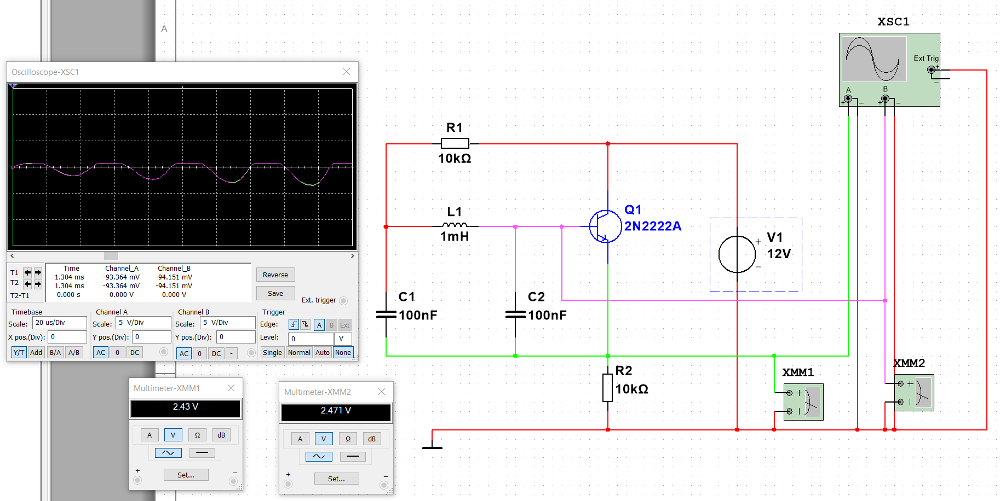 A
XSC1
Ext Trig
+
−
A
B
+
−
+
−
Oscilloscope-XSC1
R1
10kΩ
L1
1mH
Q1
2N2222A
V1
12V
+
−
C1
100nF
C2
100nF
R2
10kΩ
XMM1
+
XMM2
+
Time Channel_A Channel_B
T1 1.304 ms -93.364 mV -94.151 mV
T2 1.304 ms -93.364 mV -94.151 mV
T2-T1 0.000 s 0.000 V 0.000 V
Reverse
Save
Ext. trigger
Timebase
Scale: 20 us/Div
X pos.(Div): 0
Y/T Add B/A A/B
Channel A
Scale: 5 V/Div
Y pos.(Div): 0
AC 0 DC
Channel B
Scale: 5 V/Div
Y pos.(Div): 0
AC 0 DC -
Trigger
Edge: A B Ext
Level: 0 V
Single Normal Auto None
Multimeter-XMM1
2.43 V
A V Ω dB
+ Set... −
Multimeter-XMM2
2.471 V
A V Ω dB
+ Set... −